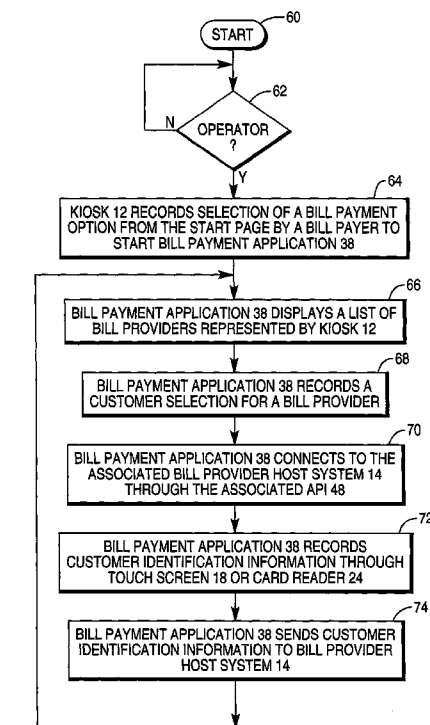 60
START
62
N
OPERATOR
?
Y
64
KIOSK 12 RECORDS SELECTION OF A BILL PAYMENT
OPTION FROM THE START PAGE BY A BILL PAYER TO
START BILL PAYMENT APPLICATION 38
66
BILL PAYMENT APPLICATION 38 DISPLAYS A LIST OF
BILL PROVIDERS REPRESENTED BY KIOSK 12
68
BILL PAYMENT APPLICATION 38 RECORDS A
CUSTOMER SELECTION FOR A BILL PROVIDER
70
BILL PAYMENT APPLICATION 38 CONNECTS TO THE
ASSOCIATED BILL PROVIDER HOST SYSTEM 14
THROUGH THE ASSOCIATED API 48
72
BILL PAYMENT APPLICATION 38 RECORDS
CUSTOMER IDENTIFICATION INFORMATION THROUGH
TOUCH SCREEN 18 OR CARD READER 24
74
BILL PAYMENT APPLICATION 38 SENDS CUSTOMER
IDENTIFICATION INFORMATION TO BILL PROVIDER
HOST SYSTEM 14